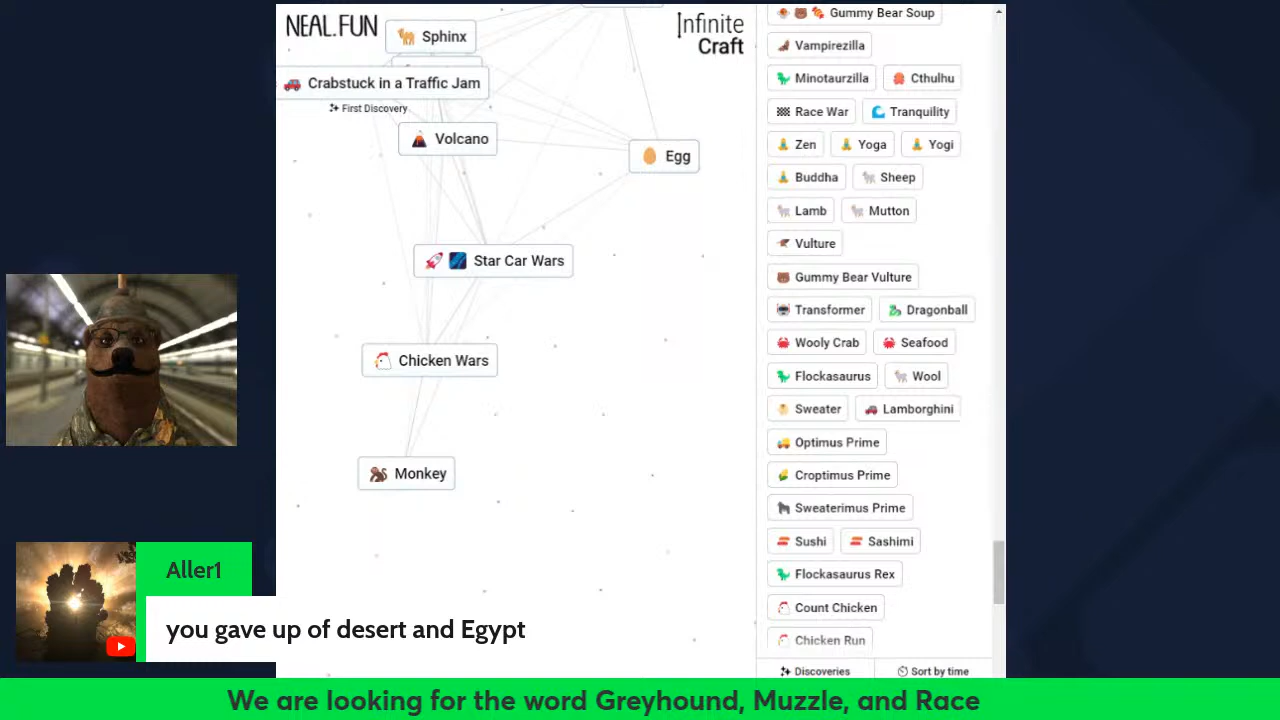 NEAL.FUN
Infinite
Craft
Sphinx
Crabstuck in a Traffic Jam
First Discovery
Volcano
Egg
Star Car Wars
Chicken Wars
Monkey
Gummy Bear Soup
Vampirezilla
Minotaurzilla Cthulhu
Race War Tranquility
Zen Yoga Yogi
Buddha Sheep
Lamb Mutton
Vulture
Gummy Bear Vulture
Transformer Dragonball
Wooly Crab Seafood
Flockasaurus Wool
Sweater Lamborghini
Optimus Prime
Croptimus Prime
Sweaterimus Prime
Sushi Sashimi
Flockasaurus Rex
Count Chicken
Chicken Run
Discoveries Sort by time
Aller1
you gave up of desert and Egypt
We are looking for the word Greyhound, Muzzle, and Race